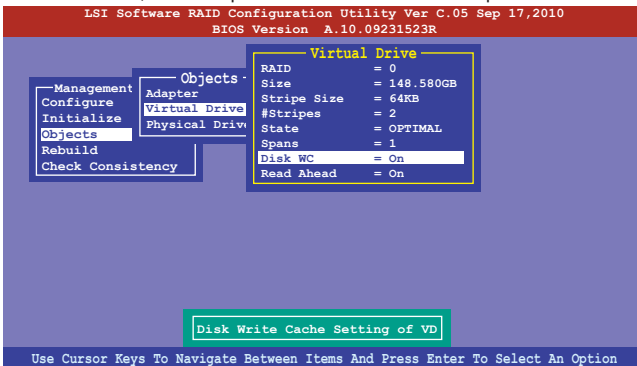 LSI Software RAID Configuration Utility Ver C.05 Sep 17,2010
BIOS Version A.10.09231523R
Management
Configure
Initialize
Objects
Rebuild
Check Consistency
Objects
Adapter
Virtual Drive
Physical Driv
Virtual Drive
RAID = 0
Size = 148.580GB
Stripe Size = 64KB
#Stripes = 2
State = OPTIMAL
Spans = 1
Disk WC = On
Read Ahead = On
Disk Write Cache Setting of VD
Use Cursor Keys To Navigate Between Items And Press Enter To Select An Option